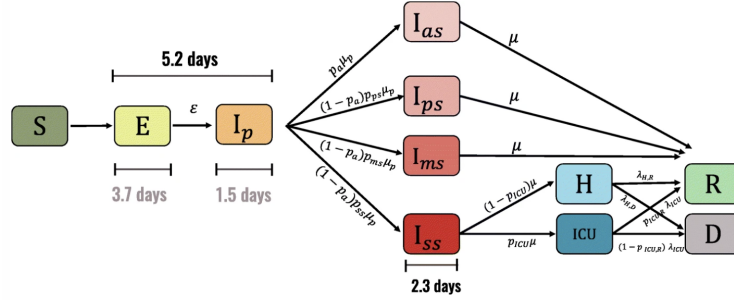 5.2 days
S
E
ε
I_p
3.7 days
1.5 days
p_a μ_p
(1 − p_a)p_ps μ_p
(1 − p_a)p_ms μ_p
(1 − p_a)p_ss μ_p
I_as
I_ps
I_ms
I_ss
μ
μ
μ
(1 − p_ICU)μ
p_ICU μ
2.3 days
H
ICU
λ_H,R
λ_H,D
p_ICU,R λ_ICU
(1 − p_ICU,R) λ_ICU
R
D